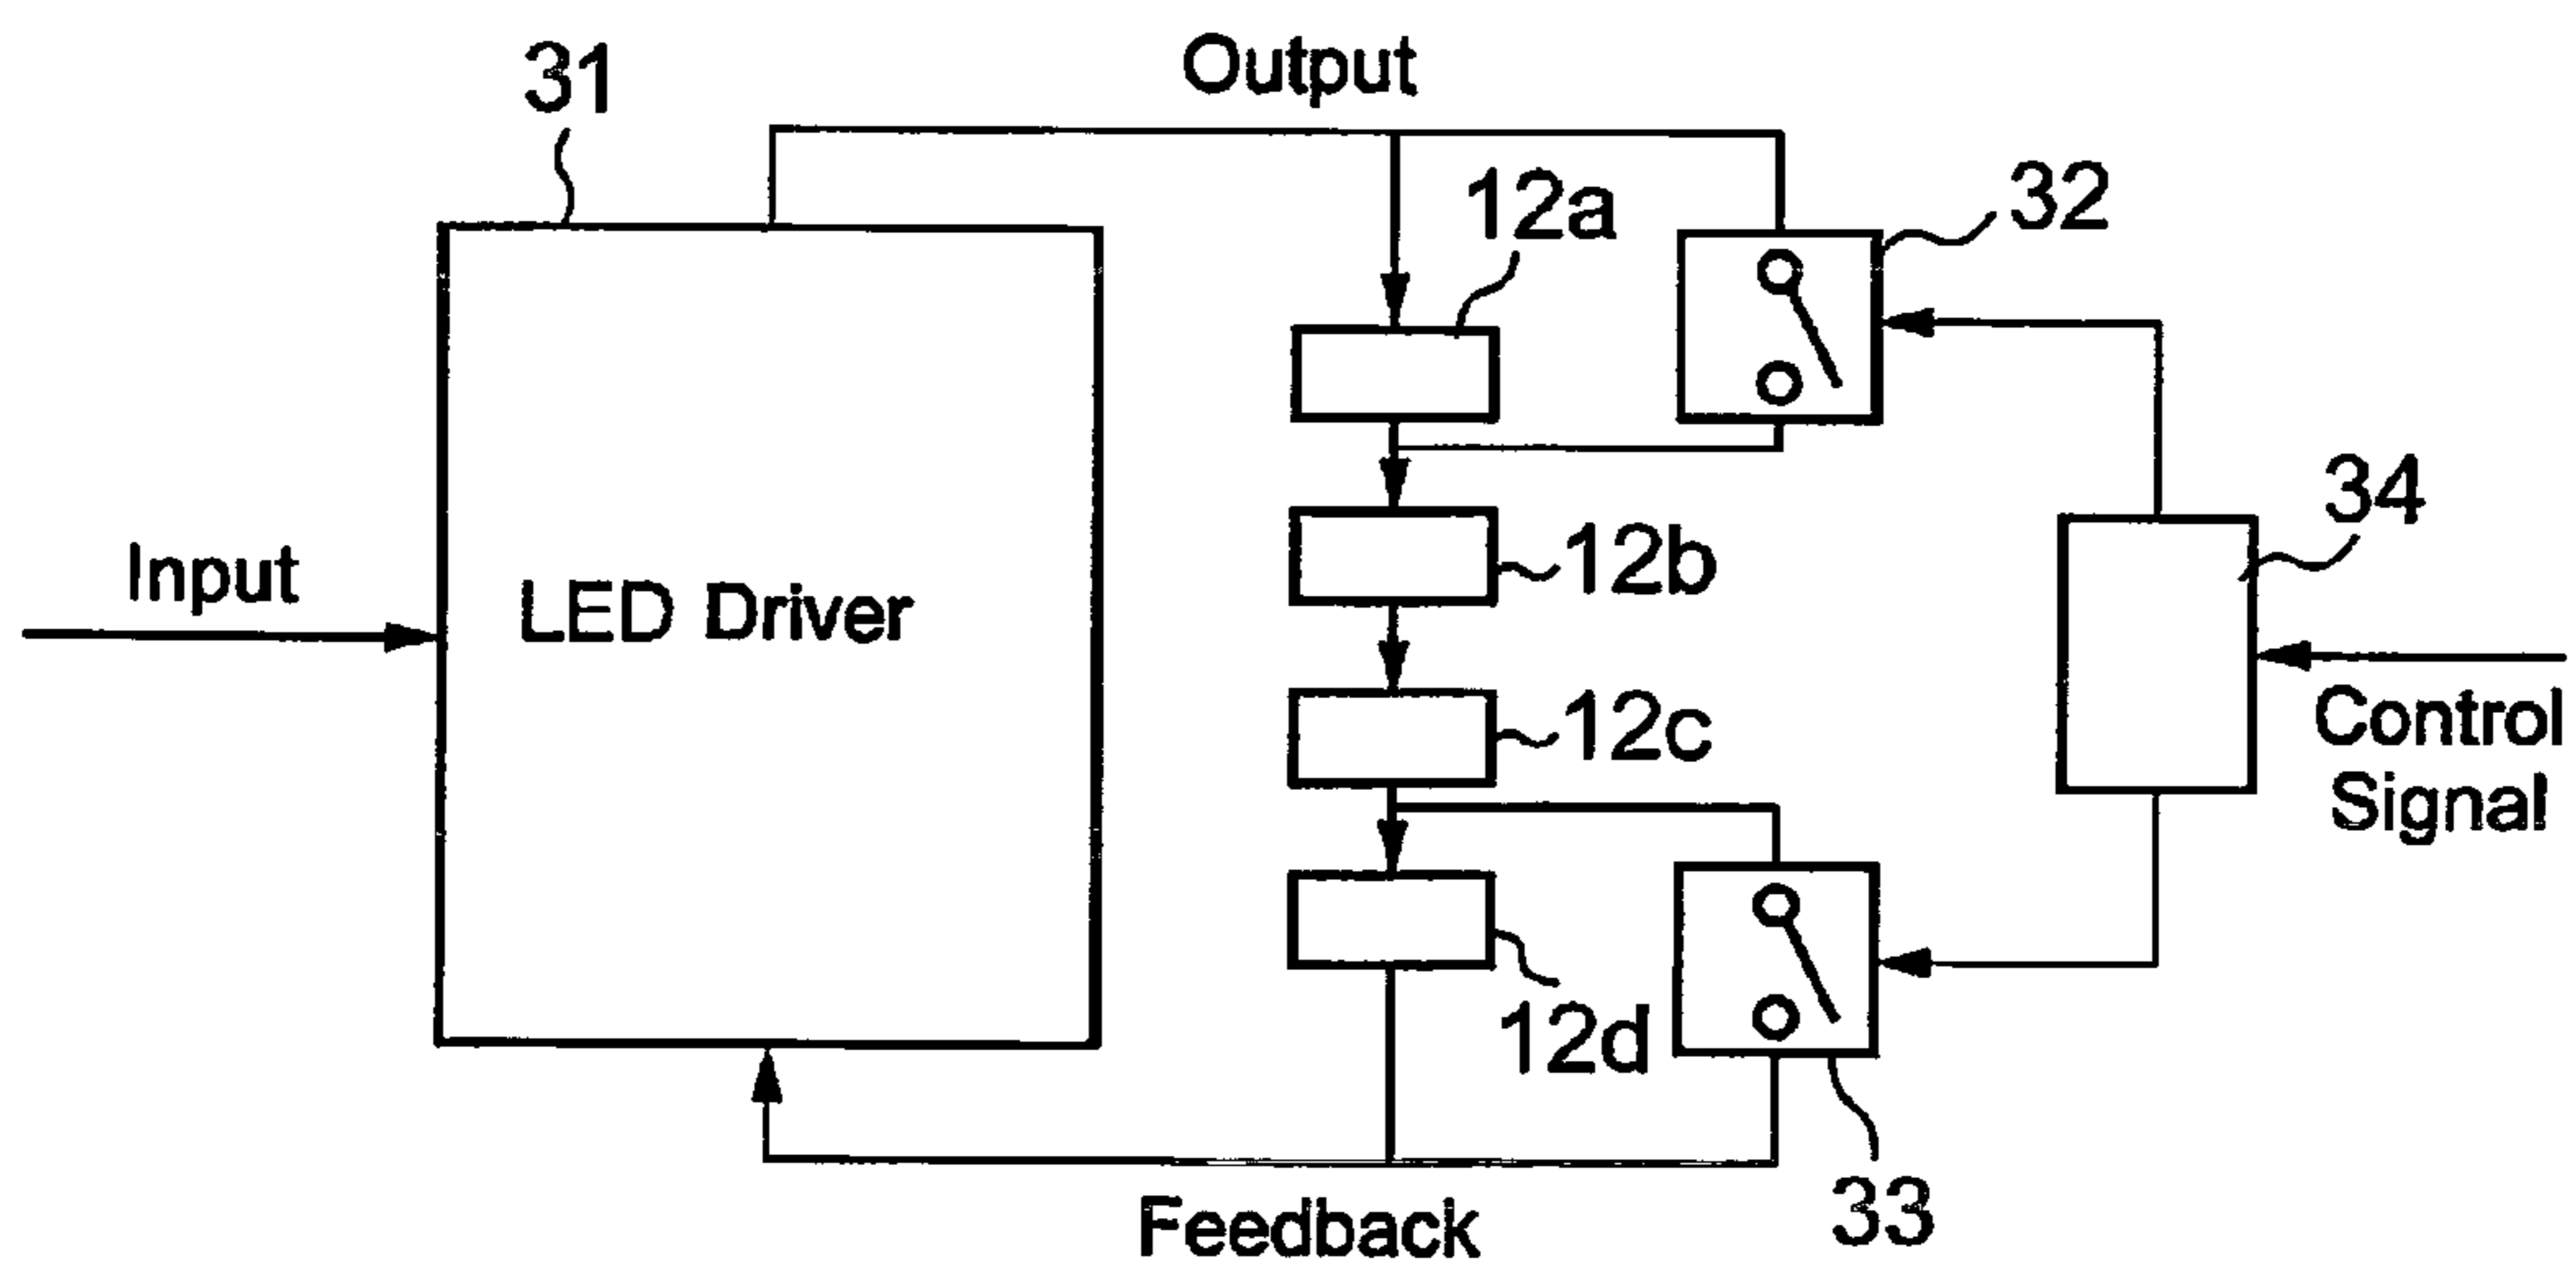 Output
31
12a
32
34
Input
LED Driver
12b
12c
Control
Signal
12d
33
Feedback